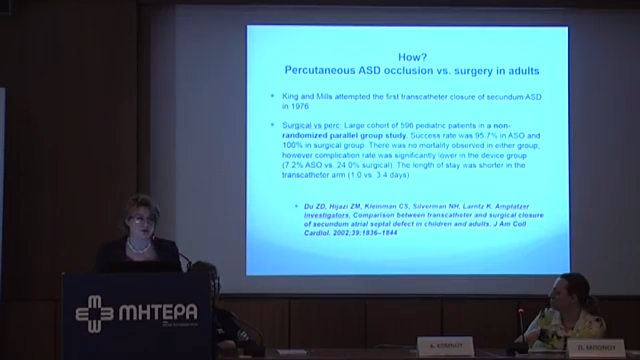 How?
Percutaneous ASD occlusion vs. surgery in adults
King and Mills attempted the first transcatheter closure of secundum ASD
in 1976
Surgical vs perc: Large cohort of 596 pediatric patients in a non-
randomized parallel group study. Success rate was 95.7% in ASO and
100% in surgical group. There was no mortality observed in either group,
however complication rate was significantly lower in the device group
(7.2% ASO vs. 24.0% surgical). The length of stay was shorter in the
transcatheter arm (1.0 vs. 3.4 days)
Du ZD, Hijazi ZM, Kleinman CS, Silverman NH, Larntz K. Amplatzer
Investigators. Comparison between transcatheter and surgical closure
of secundum atrial septal defect in children and adults. J Am Coll
Cardiol. 2002;39:1836–1844
ΜΗΤΕΡΑ